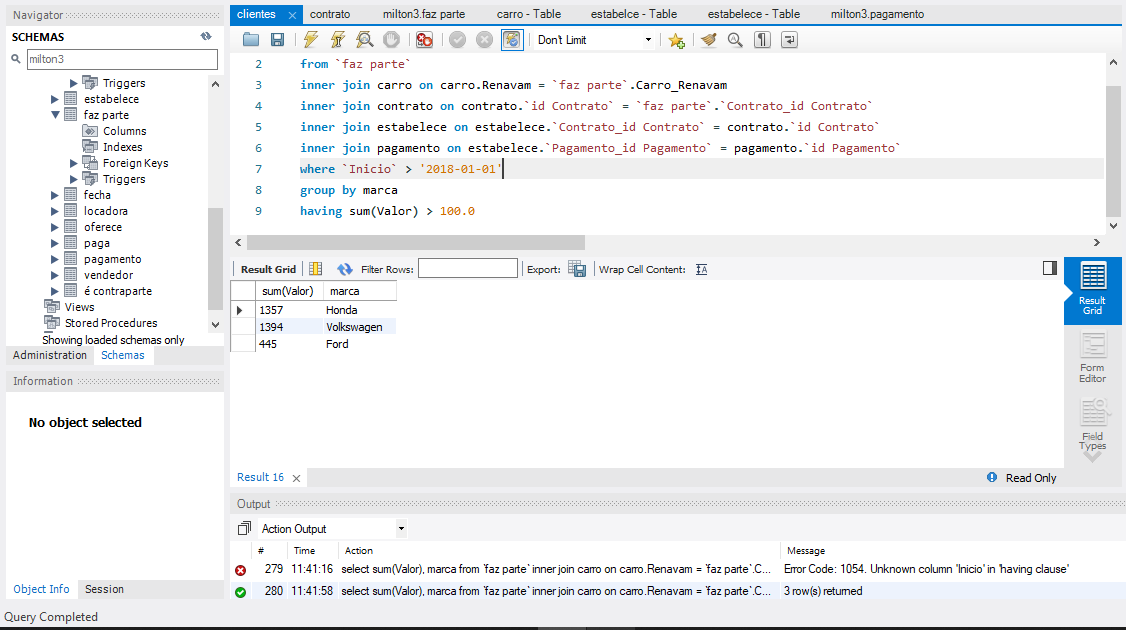 Navigator
SCHEMAS
milton3
Triggers
estabelece
faz parte
Columns
Indexes
Foreign Keys
Triggers
fecha
locadora
oferece
paga
pagamento
vendedor
é contraparte
Views
Stored Procedures
Showing loaded schemas only
Administration Schemas
Information
No object selected
Object Info Session
Query Completed
clientes contrato milton3.faz parte carro - Table estabelce - Table estabelece - Table milton3.pagamento
Don't Limit
2 from `faz parte`
3 inner join carro on carro.Renavam = `faz parte`.Carro_Renavam
4 inner join contrato on contrato.`id Contrato` = `faz parte`.`Contrato_id Contrato`
5 inner join estabelece on estabelece.`Contrato_id Contrato` = contrato.`id Contrato`
6 inner join pagamento on estabelece.`Pagamento_id Pagamento` = pagamento.`id Pagamento`
7 where `Inicio` > '2018-01-01'
8 group by marca
9 having sum(Valor) > 100.0
Result Grid Filter Rows: Export: Wrap Cell Content:
sum(Valor) marca
1357 Honda
1394 Volkswagen
445 Ford
Result Grid
Form Editor
Field Types
Result 16 Read Only
Output
Action Output
# Time Action Message
279 11:41:16 select sum(Valor), marca from `faz parte` inner join carro on carro.Renavam = `faz parte`.C... Error Code: 1054. Unknown column 'Inicio' in 'having clause'
280 11:41:58 select sum(Valor), marca from `faz parte` inner join carro on carro.Renavam = `faz parte`.C... 3 row(s) returned